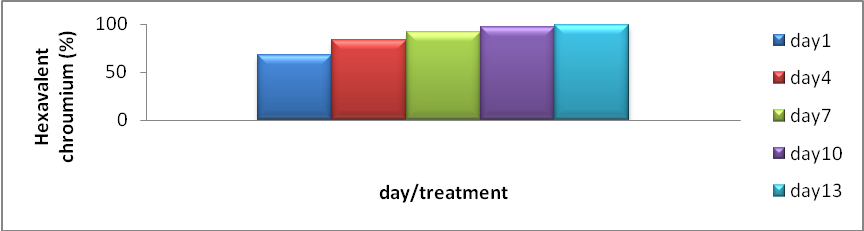 Hexavalent
chroumium (%)
100
50
0
day/treatment
day1
day4
day7
day10
day13